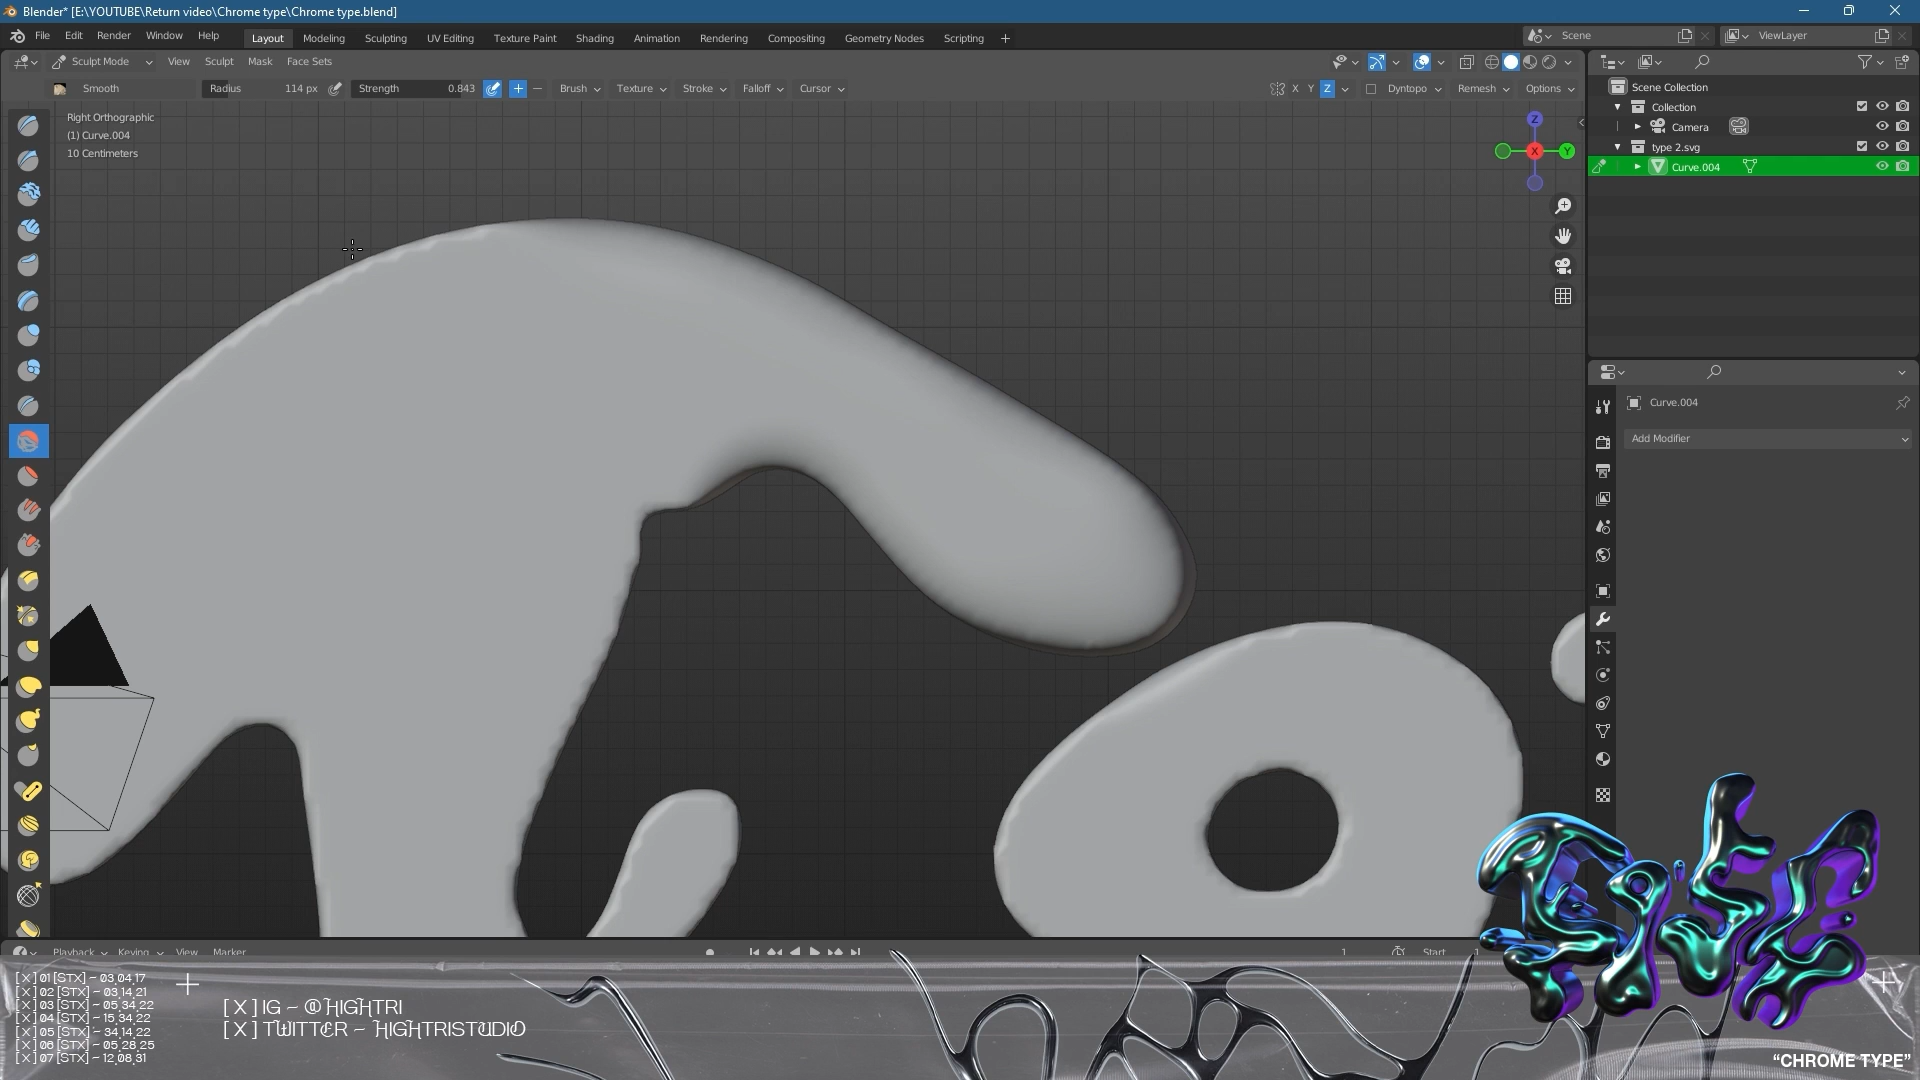 Blender* [E:\YOUTUBE\Return video\Chrome type\Chrome type.blend]
File Edit Render Window Help Layout Modeling Sculpting UV Editing Texture Paint Shading Animation Rendering Compositing Geometry Nodes Scripting + Scene ViewLayer
Sculpt Mode View Sculpt Mask Face Sets
Smooth Radius 114 px Strength 0.843 Brush Texture Stroke Falloff Cursor X Y Z Dyntopo Remesh Options
Right Orthographic
(1) Curve.004
10 Centimeters
Z
X
Y
Scene Collection
Collection
Camera
type 2.svg
Curve.004
Curve.004
Add Modifier
Playback Keying View Marker 1 Start
[X] 01 [STX] – 03.04.17
[X] 02 [STX] – 03.14.21
[X] 03 [STX] – 05.34.22
[X] 04 [STX] – 15.34.22
[X] 05 [STX] – 34.14.22
[X] 06 [STX] – 05.28.25
[X] 07 [STX] – 12.08.31
[X] IG – @HIGHTRI
[X] TWITTER – HIGHTRISTUDIO
“CHROME TYPE”